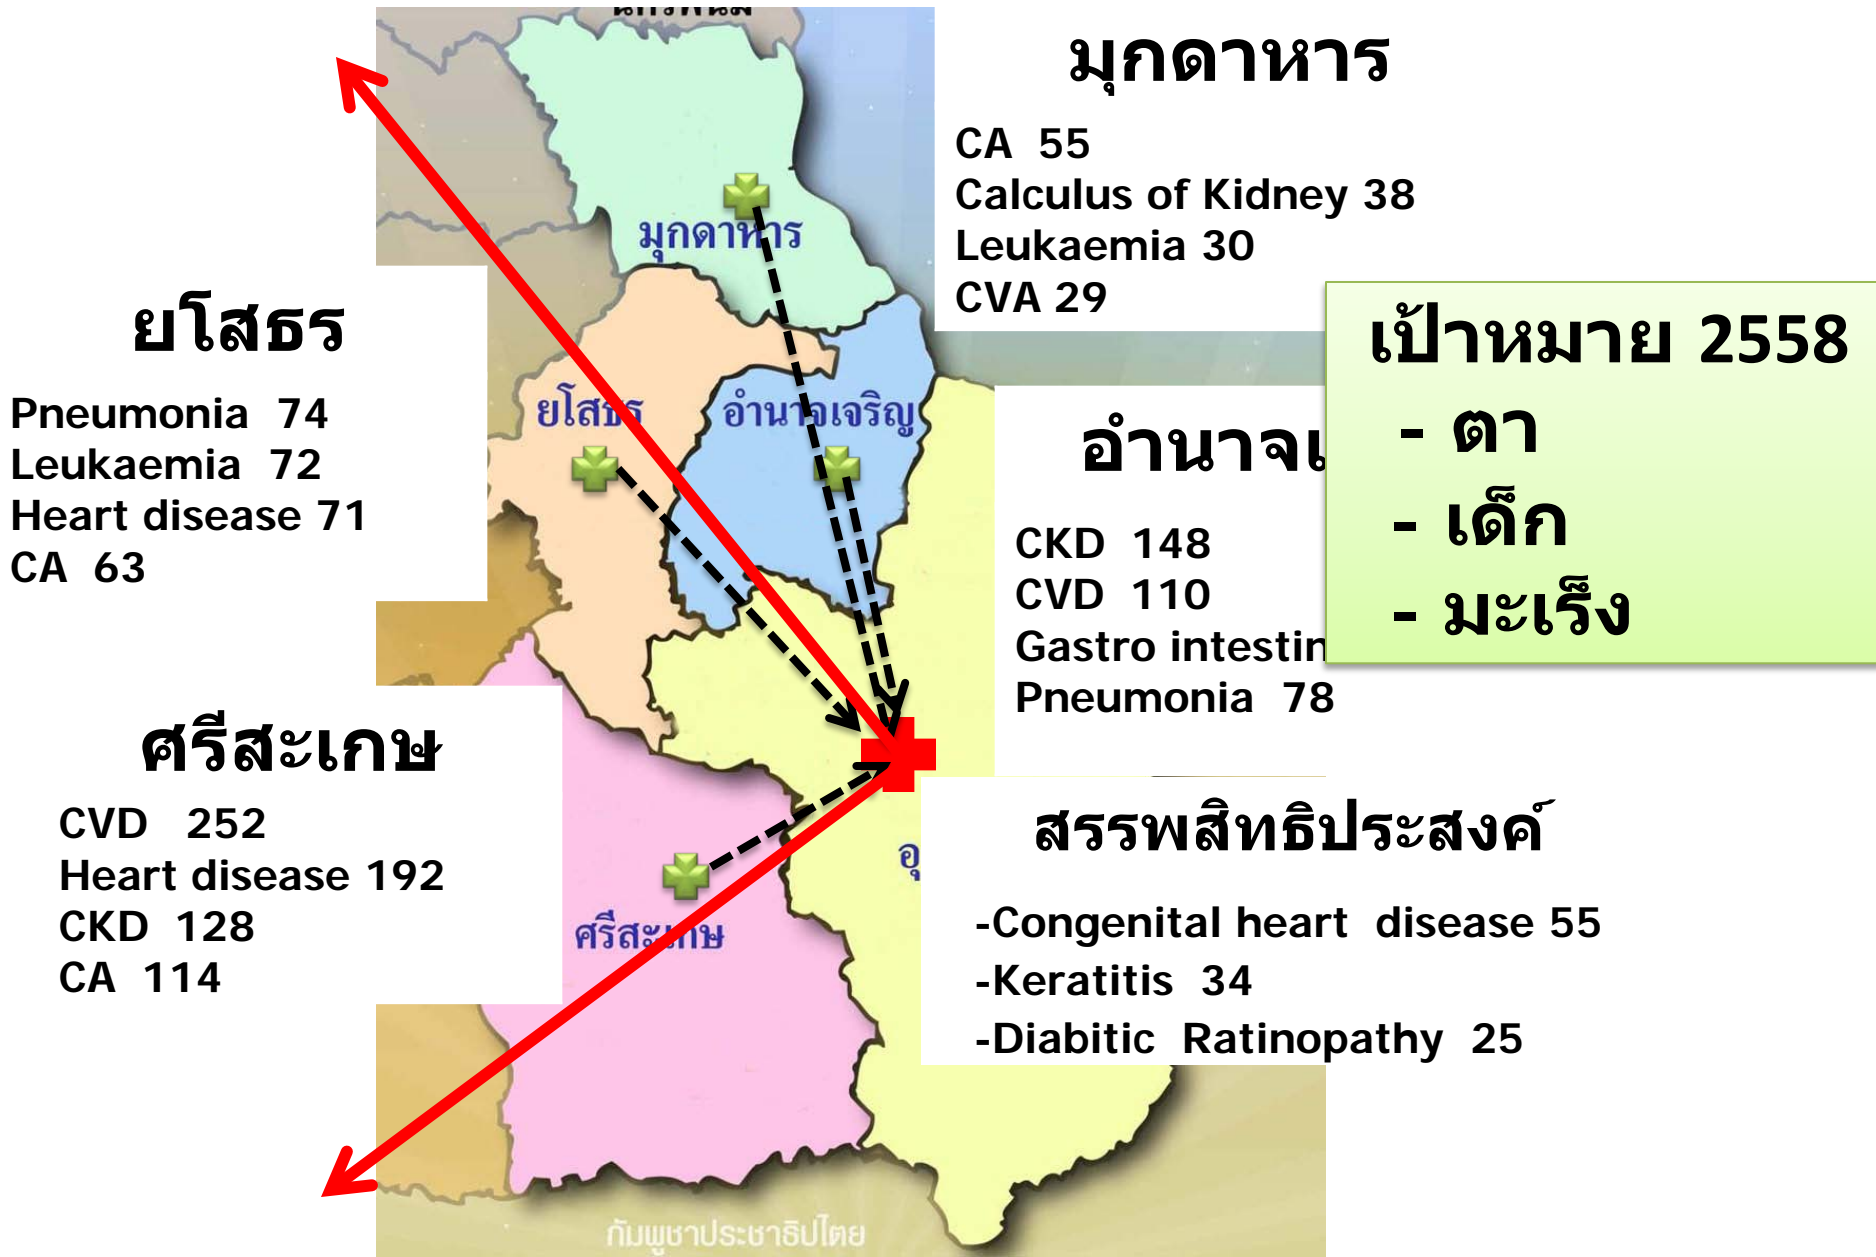 มุกดาหาร
CA 55
Calculus of Kidney 38
Leukaemia 30
CVA 29
ยโสธร
Pneumonia 74
Leukaemia 72
Heart disease 71
CA 63
เป้าหมาย 2558
- ตา
- เด็ก
- มะเร็ง
CKD 148
CVD 110
Gastro
Pneumonia 78
ศรีสะเกษ
CVD 252
Heart disease 192
CKD 128
CA 114
สรรพสิทธิประสงค์
-Congenital heart disease 55
-Keratitis 34
-Diabitic Ratinopathy 25
มุกดาหาร
ยโสธร
อำนาจเจริญ
ศรีสะเกษ
กัมพูชาประชาธิปไตย